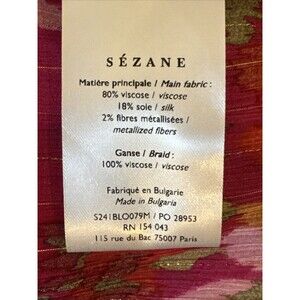 SÉZANE
Matière principale / Main fabric :
80% viscose / viscose
18% soie / silk
2% fibres métallisées /
metallized fibers
Ganse / Braid :
100% viscose / viscose
Fabriqué en Bulgarie
Made in Bulgaria
S241BLO079M / PO 28953
RN 154 043
115 rue du Bac 75007 Paris